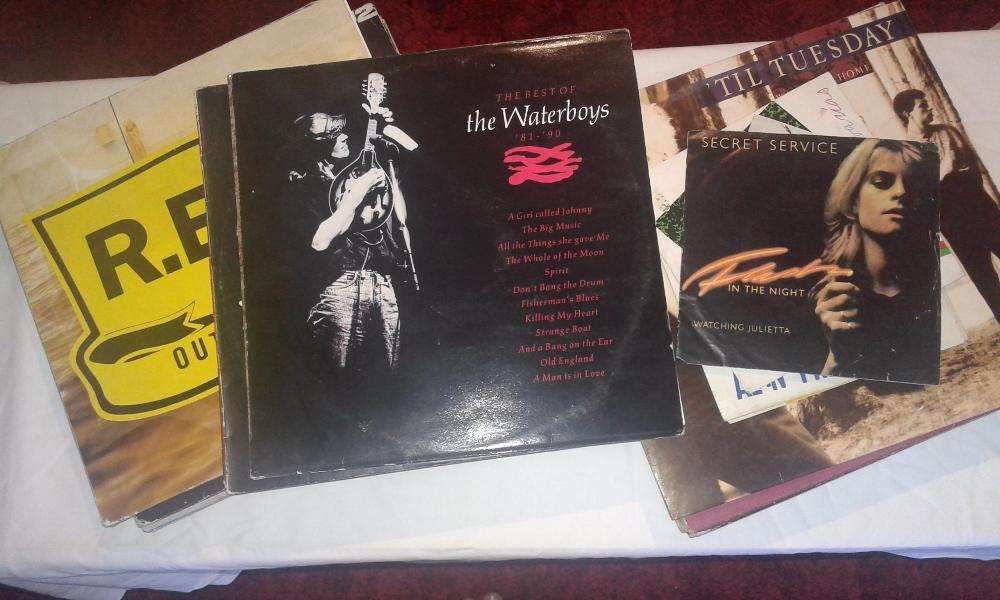 R.E
OUT
THE BEST OF
the Waterboys
'81-'90
A Girl called Johnny
The Big Music
All the Things she gave Me
The Whole of the Moon
Spirit
Don't Bang the Drum
Fisherman's Blues
Killing My Heart
Strange Boat
And a Bang on the Ear
Old England
A Man is in Love
'TIL TUESDAY
HOME
SECRET SERVICE
Flash
IN THE NIGHT
WATCHING JULIETTA